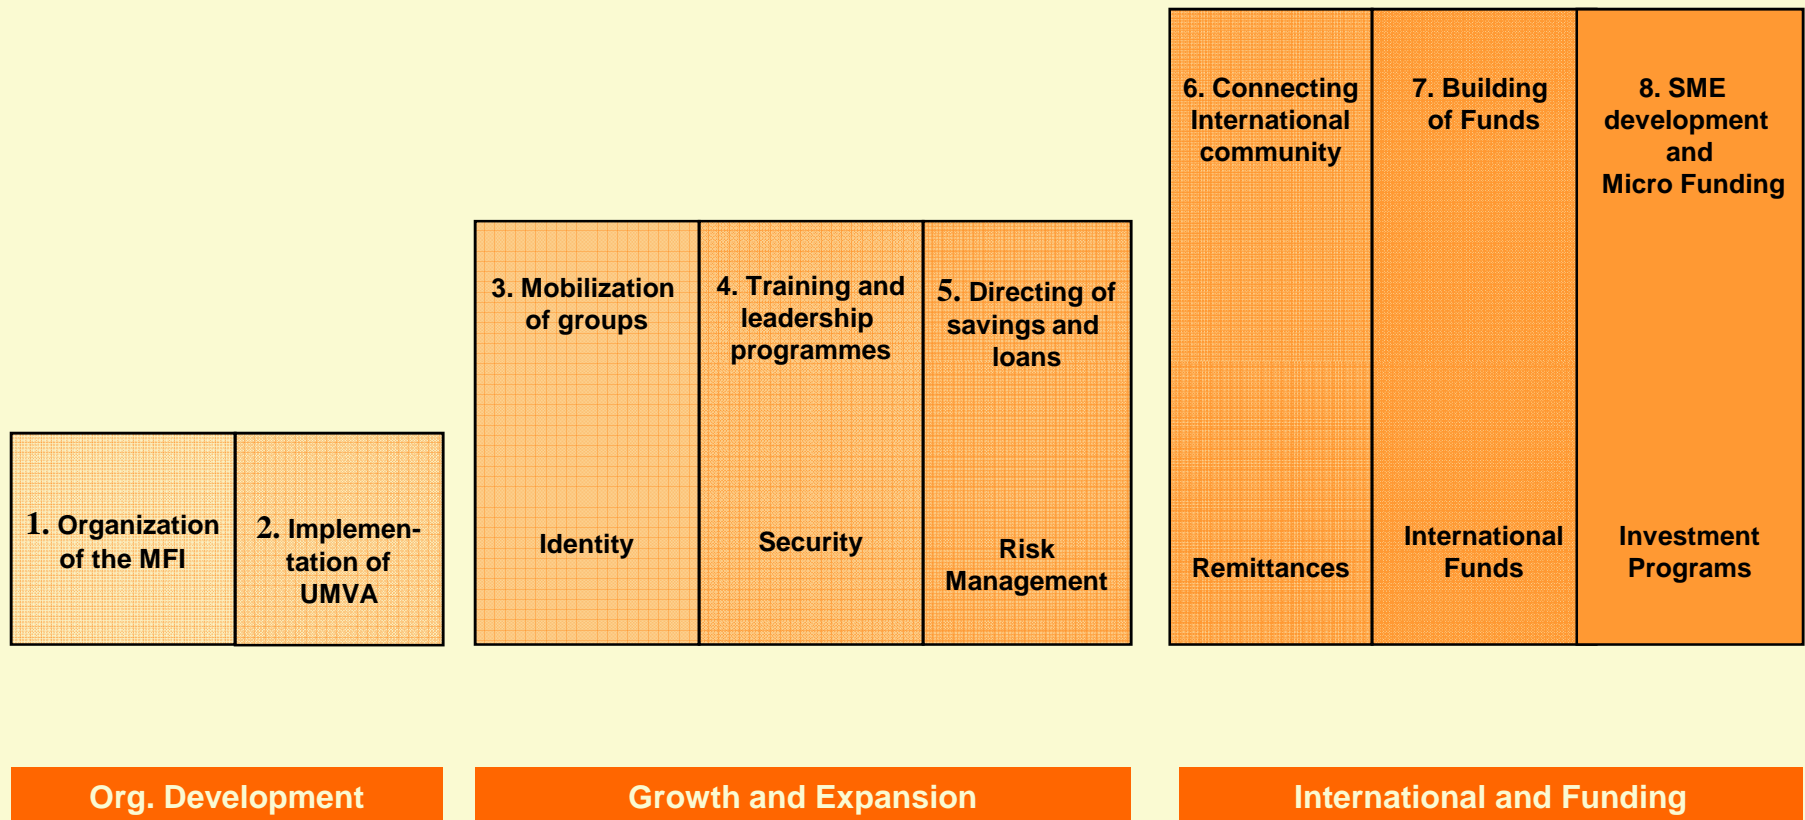 1. Organization
of the MFI
2. Implemen-
tation of
UMVA
3. Mobilization
of groups
Identity
4. Training and
leadership
programmes
Security
5. Directing of
savings and
loans
Risk
Management
6. Connecting
International
community
Remittances
7. Building
of Funds
International
Funds
8. SME
development
and
Micro Funding
Investment
Programs
Org. Development
Growth and Expansion
International and Funding